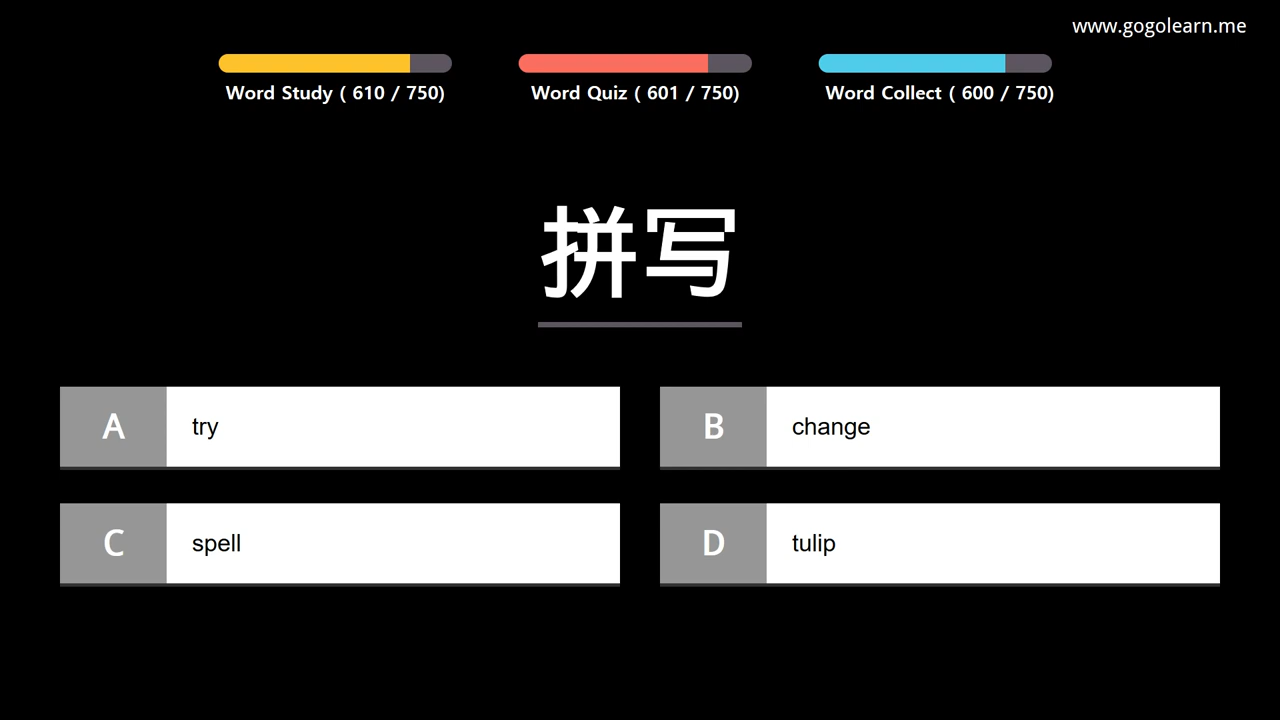 www.gogolearn.me
Word Study ( 610 / 750)
Word Quiz ( 601 / 750)
Word Collect ( 600 / 750)
拼写
A try
B change
C spell
D tulip